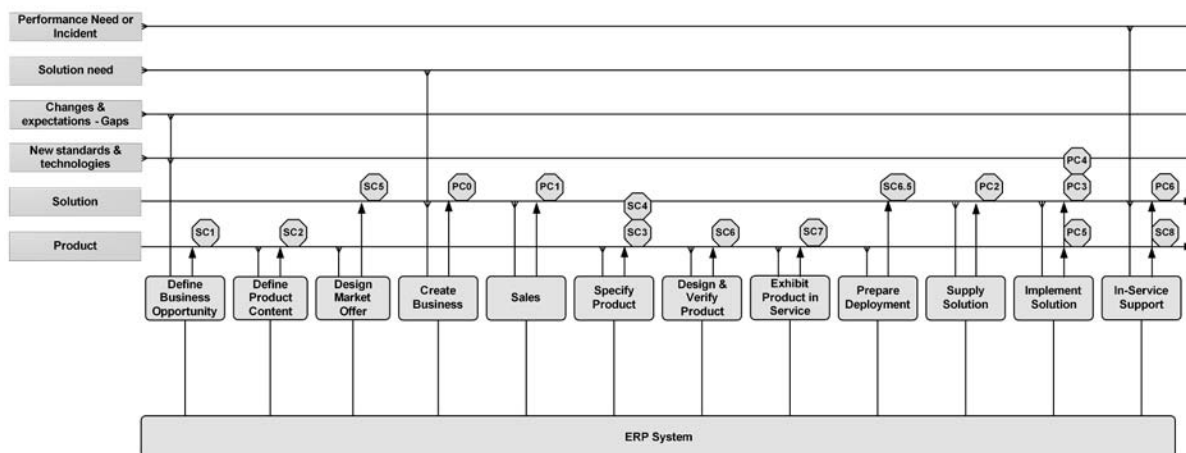 Performance Need or
Incident
Solution need
Changes &
expectations - Gaps
New standards &
technologies
PC4
Solution
SC5
PC0
PC1
SC4
SC6.5
PC2
PC3
PC6
Product
SC1
SC2
SC3
SC6
SC7
PC5
SC8
Define
Business
Opportunity
Define
Product
Content
Design
Market
Offer
Create
Business
Sales
Specify
Product
Design &
Verify
Product
Exhibit
Product in
Service
Prepare
Deployment
Supply
Solution
Implement
Solution
In-Service
Support
ERP System